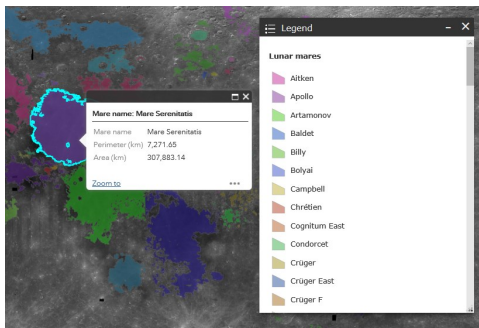 Legend
Lunar mares
Aitken
Apollo
Artamonov
Baldet
Billy
Bolyai
Campbell
Chrétien
Cognitum East
Condorcet
Crüger
Crüger East
Crüger F
Mare name: Mare Serenitatis
Mare name Mare Serenitatis
Perimeter (km) 7,271.65
Area (km) 307,883.14
Zoom to